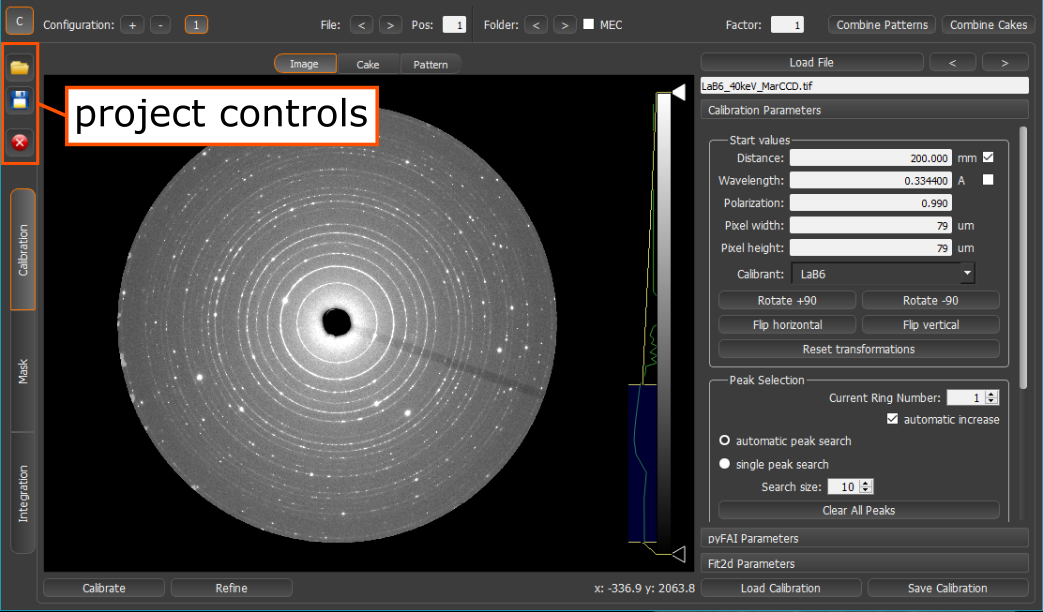 C Configuration: + - 1 File: < > Pos: 1 Folder: < > MEC Factor: 1 Combine Patterns Combine Cakes
Image Cake Pattern
project controls
Calibration
Mask
Integration
Calibrate Refine x: -336.9 y: 2063.8
Load File < >
LaB6_40keV_MarCCD.tif
Calibration Parameters
Start values
Distance: 200.000 mm
Wavelength: 0.334400 A
Polarization: 0.990
Pixel width: 79 um
Pixel height: 79 um
Calibrant: LaB6
Rotate +90 Rotate -90
Flip horizontal Flip vertical
Reset transformations
Peak Selection
Current Ring Number: 1
automatic increase
automatic peak search
single peak search
Search size: 10
Clear All Peaks
pyFAI Parameters
Fit2d Parameters
Load Calibration Save Calibration